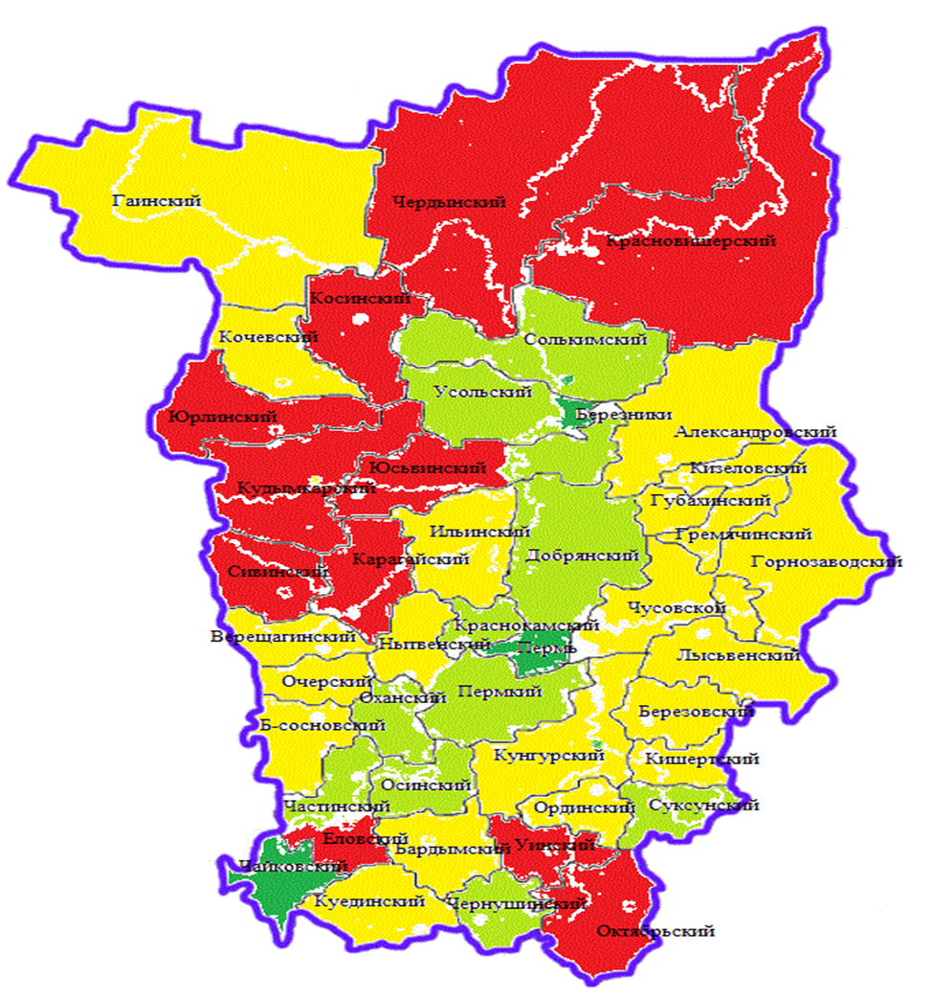 Гаинский
Чердынский
Красновишерский
Косинский
Кочевский
Солькимский
Усольский
Юрлинский
Березники
Александровский
Юсьвинский
Кизеловский
Кудымкарский
Губахинский
Ильинский
Гремячинский
Карагайский
Добрянский
Горнозаводский
Сивинский
Чусовской
Краснокамский
Верещагинский
Нытвенский
Пермь
Лысьвенский
Очерский
Оханский
Пермкий
Березовский
Б-сосновский
Кунгурский
Кишертский
Осинский
Частинский
Ординский
Суксунский
Еловский
Бардымский
Уинский
Чайковский
Куединский
Чернушинский
Октябрьский